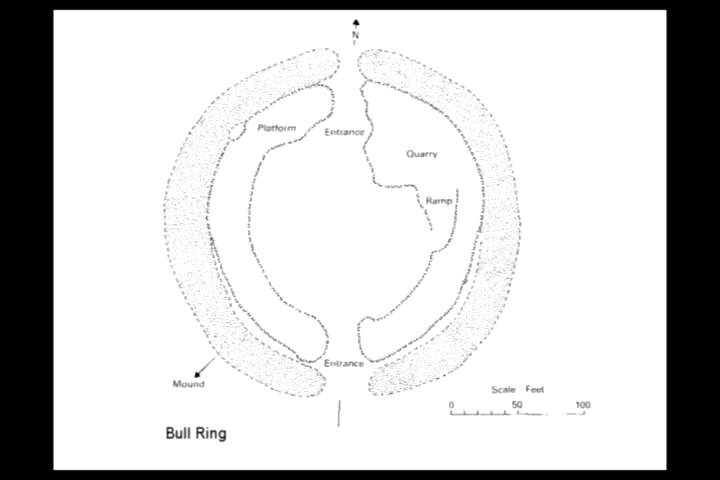 N
Platform
Entrance
Quarry
Ramp
Entrance
Mound
Scale Feet
0 50 100
Bull Ring